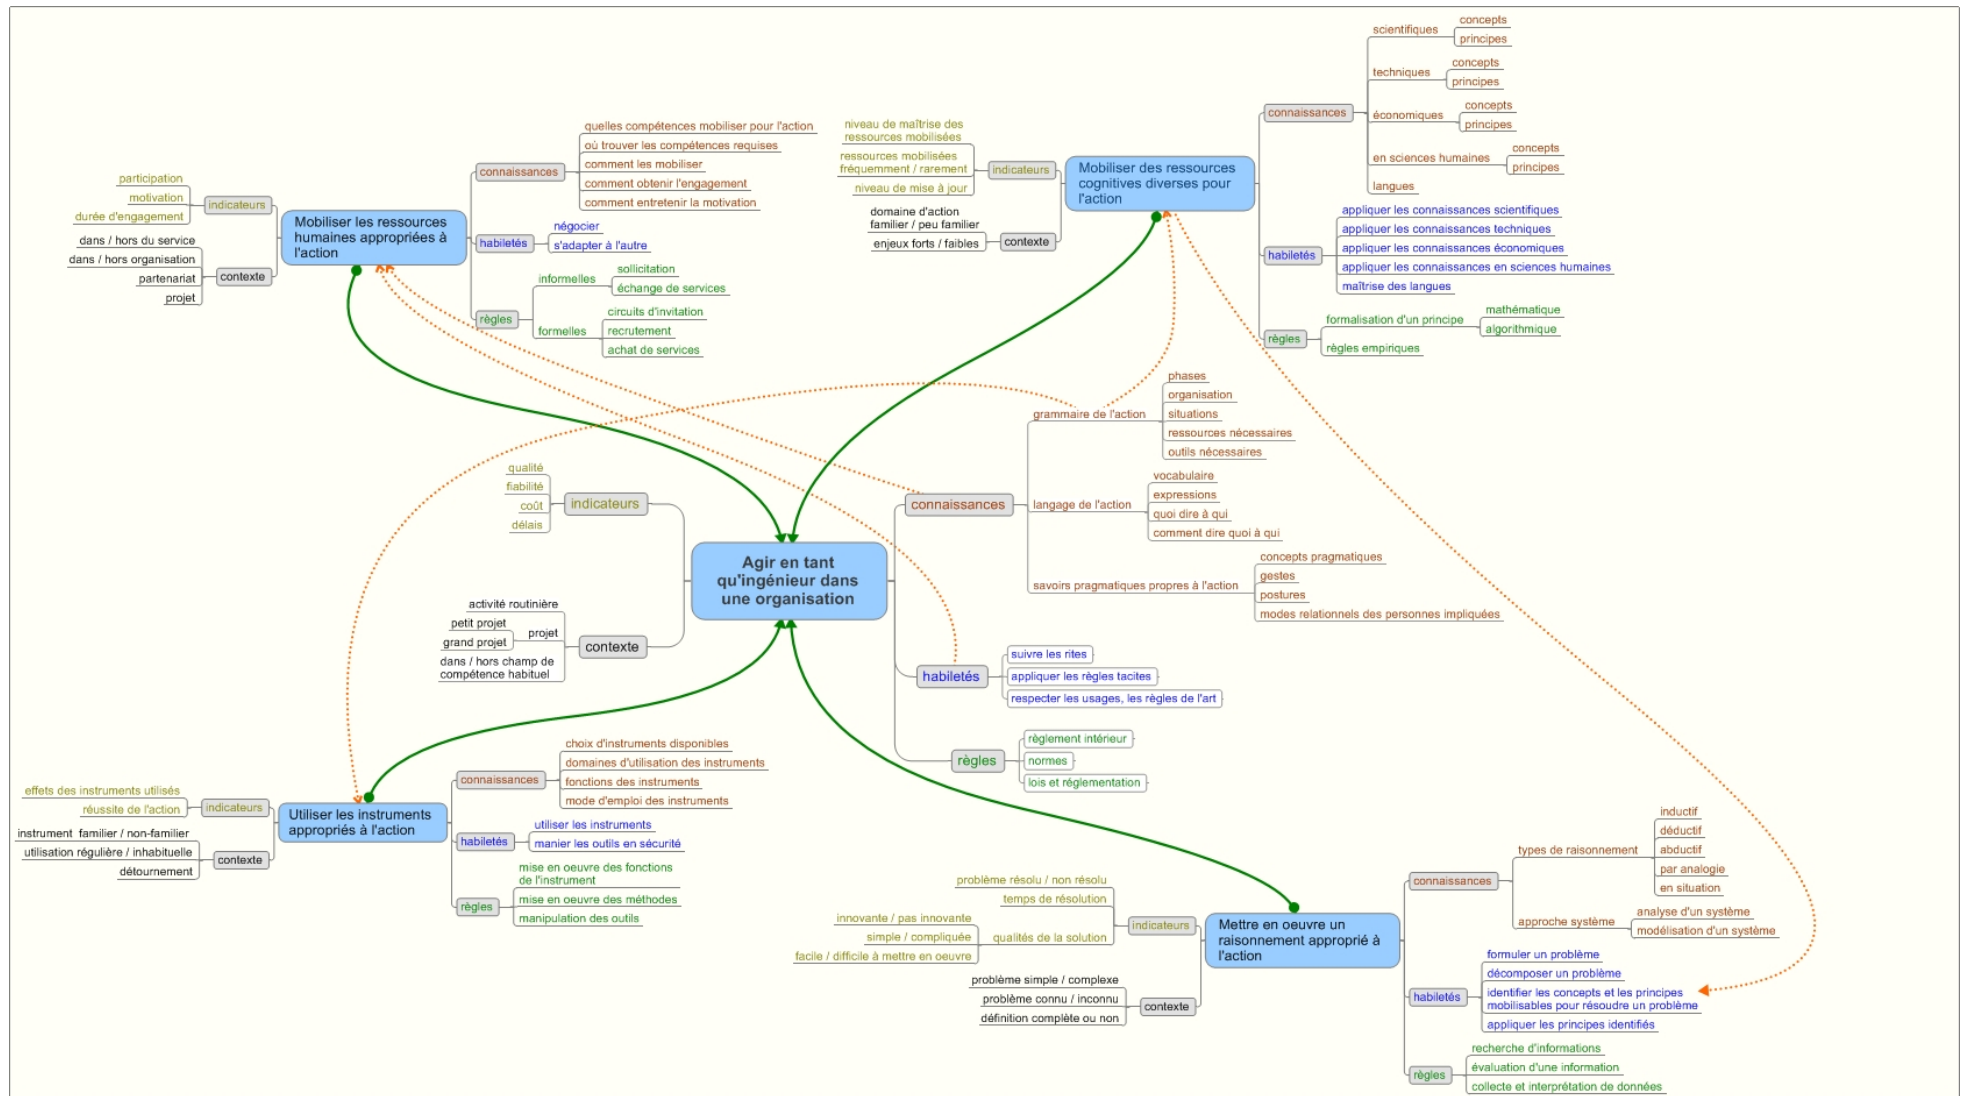 participation
motivation
durée d'engagement
indicateurs
dans / hors du service
dans / hors organisation
partenariat
projet
contexte
Mobiliser les ressources
humaines appropriées à
l'action
connaissances
quelles compétences mobiliser pour l'action
où trouver les compétences requises
comment les mobiliser
comment obtenir l'engagement
comment entretenir la motivation
habiletés
négocier
s'adapter à l'autre
règles
informelles
sollicitation
échange de services
formelles
circuits d'invitation
recrutement
achat de services
niveau de maîtrise des
ressources mobilisées
ressources mobilisées
fréquemment / rarement
niveau de mise à jour
indicateurs
domaine d'action
familier / peu familier
enjeux forts / faibles
contexte
Mobiliser des ressources
cognitives diverses pour
l'action
connaissances
scientifiques
concepts
principes
techniques
concepts
principes
économiques
concepts
principes
en sciences humaines
concepts
principes
langues
habiletés
appliquer les connaissances scientifiques
appliquer les connaissances techniques
appliquer les connaissances économiques
appliquer les connaissances en sciences humaines
maîtrise des langues
règles
formalisation d'un principe
mathématique
algorithmique
règles empiriques
qualité
fiabilité
coût
délais
indicateurs
activité routinière
petit projet
grand projet
projet
dans / hors champ de
compétence habituel
contexte
Agir en tant
qu'ingénieur dans
une organisation
connaissances
grammaire de l'action
phases
organisation
situations
ressources nécessaires
outils nécessaires
langage de l'action
vocabulaire
expressions
quoi dire à qui
comment dire quoi à qui
savoirs pragmatiques propres à l'action
concepts pragmatiques
gestes
postures
modes relationnels des personnes impliquées
habiletés
suivre les rites
appliquer les règles tacites
respecter les usages, les règles de l'art
règles
règlement intérieur
normes
lois et réglementation
effets des instruments utilisés
réussite de l'action
indicateurs
instrument familier / non-familier
utilisation régulière / inhabituelle
détournement
contexte
Utiliser les instruments
appropriés à l'action
connaissances
choix d'instruments disponibles
domaines d'utilisation des instruments
fonctions des instruments
mode d'emploi des instruments
habiletés
utiliser les instruments
manier les outils en sécurité
règles
mise en oeuvre des fonctions
de l'instrument
mise en oeuvre des méthodes
manipulation des outils
problème résolu / non résolu
temps de résolution
innovante / pas innovante
simple / compliquée
facile / difficile à mettre en oeuvre
qualités de la solution
indicateurs
problème simple / complexe
problème connu / inconnu
définition complète ou non
contexte
Mettre en oeuvre un
raisonnement approprié à
l'action
connaissances
types de raisonnement
inductif
déductif
abductif
par analogie
en situation
approche système
analyse d'un système
modélisation d'un système
habiletés
formuler un problème
décomposer un problème
identifier les concepts et les principes
mobilisables pour résoudre un problème
appliquer les principes identifiés
règles
recherche d'informations
évaluation d'une information
collecte et interprétation de données